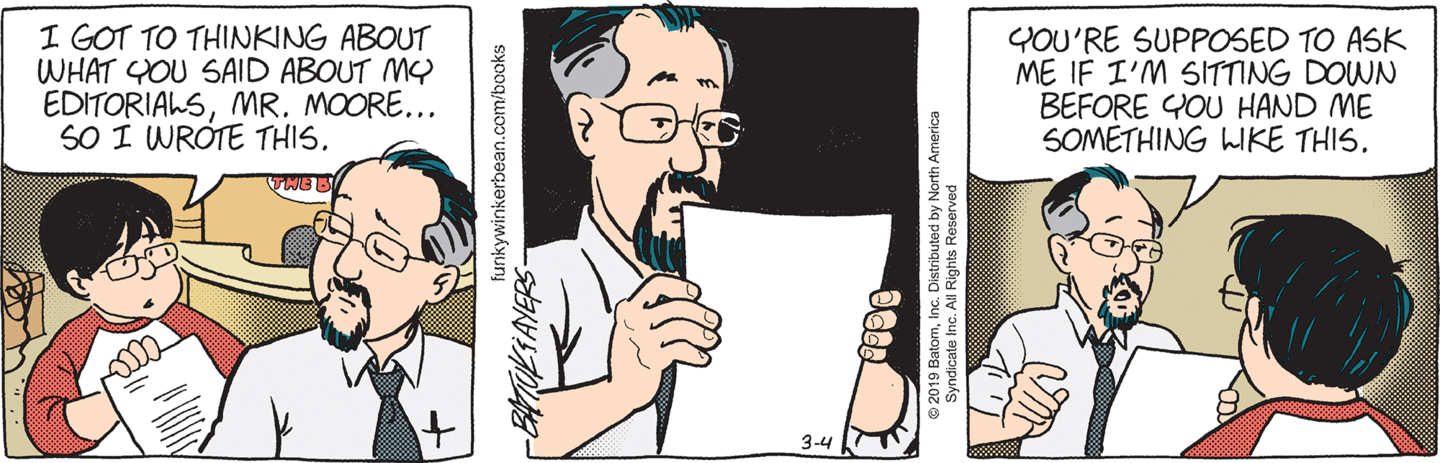 I GOT TO THINKING ABOUT
WHAT YOU SAID ABOUT MY
EDITORIALS, MR. MOORE...
SO I WROTE THIS.
THE B
funkywinkerbean.com/books
BATIUK & AYERS
3-4
© 2019 Batom, Inc. Distributed by North America
Syndicate Inc. All Rights Reserved
YOU'RE SUPPOSED TO ASK
ME IF I'M SITTING DOWN
BEFORE YOU HAND ME
SOMETHING LIKE THIS.